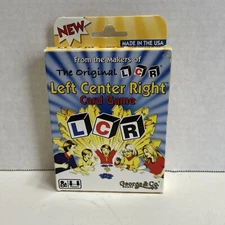 NEW
MADE IN THE USA
From the Makers of
The Original LCR
Left Center Right
Card Game
LCR
George & Co.